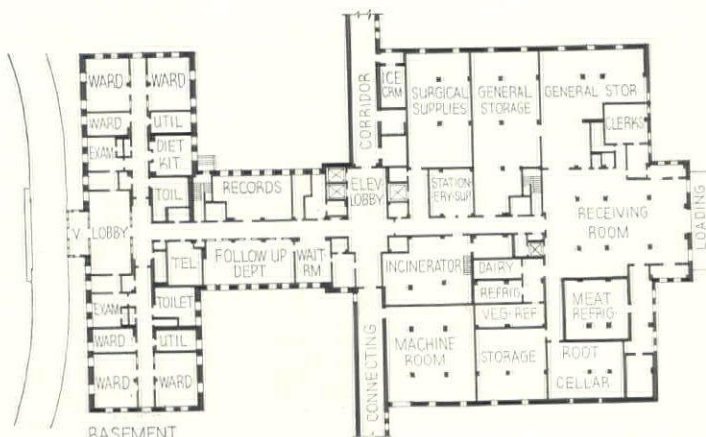 WARD
WARD
WARD
UTIL
EXAM
DIET
KIT
TOIL
V.
LOBBY
TEL
EXAM
TOILET
WARD
UTIL
WARD
WARD
BASEMENT
RECORDS
FOLLOW UP
DEPT
WAIT
RM
CORRIDOR
ICE
CRM
ELEV
LOBBY
CONNECTING
SURGICAL
SUPPLIES
GENERAL
STORAGE
GENERAL STOR
CLERKS
STATION
ERY-SUP
RECEIVING
ROOM
LOADING
INCINERATOR
DAIRY
REFRIG
VEG-REF
MEAT
REFRIG
MACHINE
ROOM
STORAGE
ROOT
CELLAR